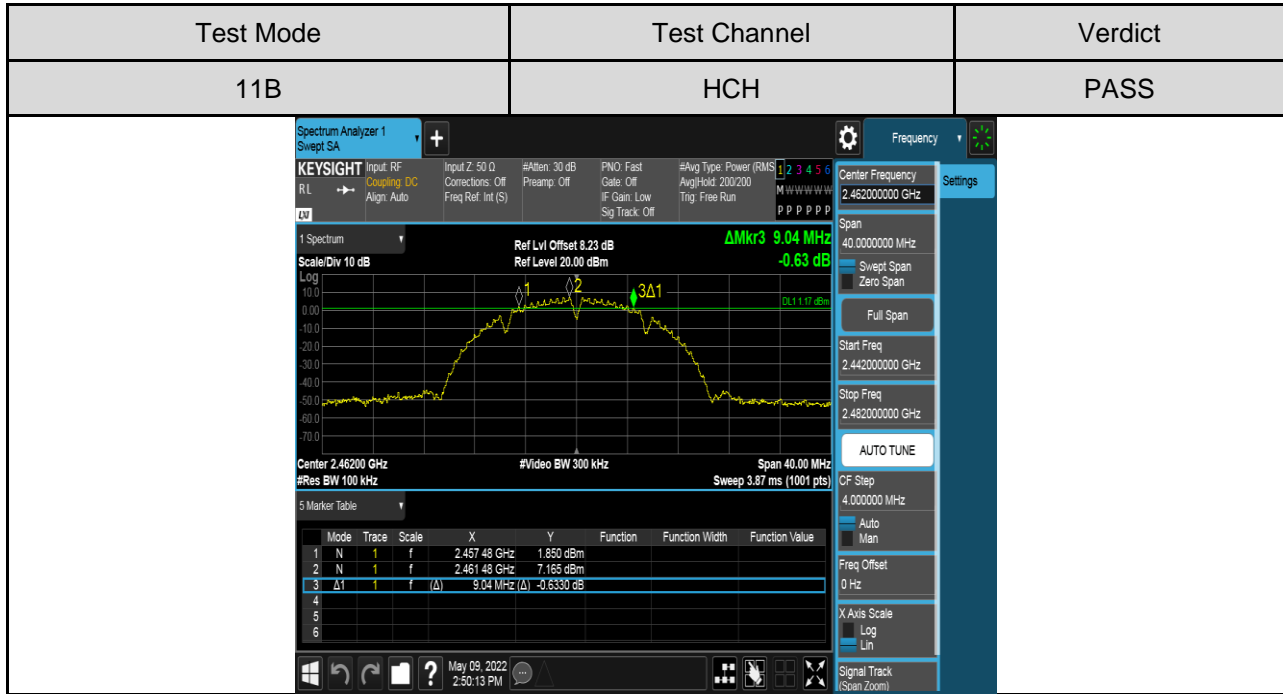 Test Mode Test Channel Verdict
11B HCH PASS
Spectrum Analyzer 1
Swept SA
+
Frequency
KEYSIGHT
RL
LXI
Input: RF
Coupling: DC
Align: Auto
Input Z: 50 Ω
Corrections: Off
Freq Ref: Int (S)
#Atten: 30 dB
Preamp: Off
PNO: Fast
Gate: Off
IF Gain: Low
Sig Track: Off
#Avg Type: Power (RMS
Avg|Hold: 200/200
Trig: Free Run
1 2 3 4 5 6
M W W W W W
P P P P P P
1 Spectrum
Scale/Div 10 dB
Ref Lvl Offset 8.23 dB
Ref Level 20.00 dBm
ΔMkr3 9.04 MHz
-0.63 dB
Log
10.0
0.00
-10.0
-20.0
-30.0
-40.0
-50.0
-60.0
-70.0
1
2
3Δ1
DL1 1.17 dBm
Center 2.46200 GHz #Video BW 300 kHz Span 40.00 MHz
#Res BW 100 kHz Sweep 3.87 ms (1001 pts)
5 Marker Table
Mode Trace Scale X Y Function Function Width Function Value
1 N 1 f 2.457 48 GHz 1.850 dBm
2 N 1 f 2.461 48 GHz 7.165 dBm
3 Δ1 1 f (Δ) 9.04 MHz (Δ) -0.6330 dB
4
5
6
May 09, 2022
2:50:13 PM
Center Frequency
2.462000000 GHz
Settings
Span
40.0000000 MHz
Swept Span
Zero Span
Full Span
Start Freq
2.442000000 GHz
Stop Freq
2.482000000 GHz
AUTO TUNE
CF Step
4.000000 MHz
Auto
Man
Freq Offset
0 Hz
X Axis Scale
Log
Lin
Signal Track
(Span Zoom)